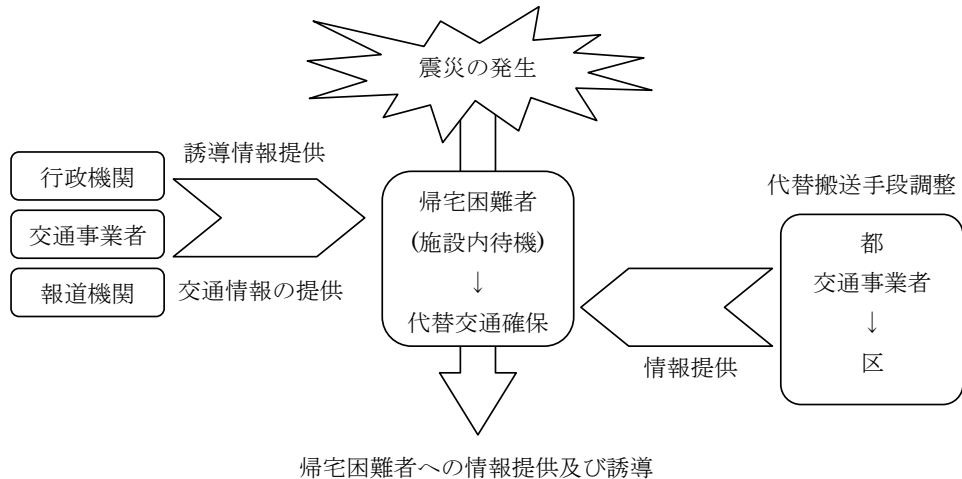 震災の発生
誘導情報提供
行政機関
交通事業者
報道機関
交通情報の提供
帰宅困難者
(施設内待機)
↓
代替交通確保
代替搬送手段調整
都
交通事業者
↓
区
情報提供
帰宅困難者への情報提供及び誘導